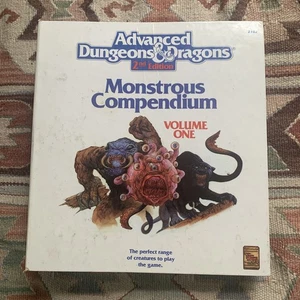 Advanced
Dungeons & Dragons
2nd Edition
Monstrous
Compendium
VOLUME
ONE
The perfect range
of creatures to play
the game.